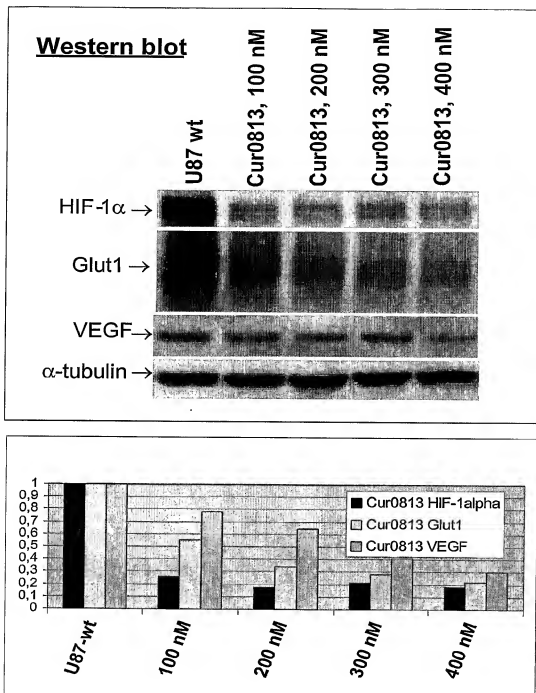 Western blot
U87 wt
Cur0813, 100 nM
Cur0813, 200 nM
Cur0813, 300 nM
Cur0813, 400 nM
HIF-1α →
Glut1 →
VEGF →
α-tubulin →
1
0,9
0,8
0,7
0,6
0,5
0,4
0,3
0,2
0,1
0
Cur0813 HIF-1alpha
Cur0813 Glut1
Cur0813 VEGF
U87-wt
100 nM
200 nM
300 nM
400 nM